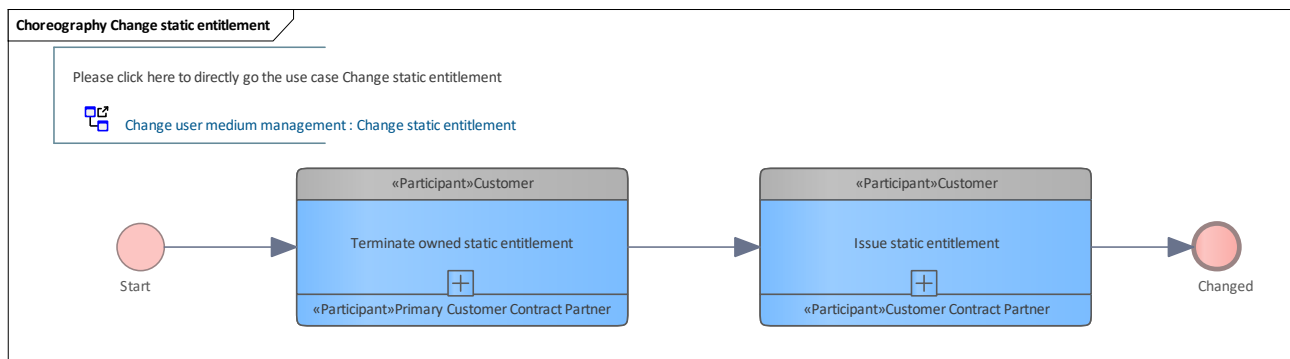 Choreography Change static entitlement
Please click here to directly go the use case Change static entitlement
Change user medium management : Change static entitlement
«Participant»Customer
«Participant»Customer
Terminate owned static entitlement
Issue static entitlement
Start
Changed
«Participant»Primary Customer Contract Partner
«Participant»Customer Contract Partner